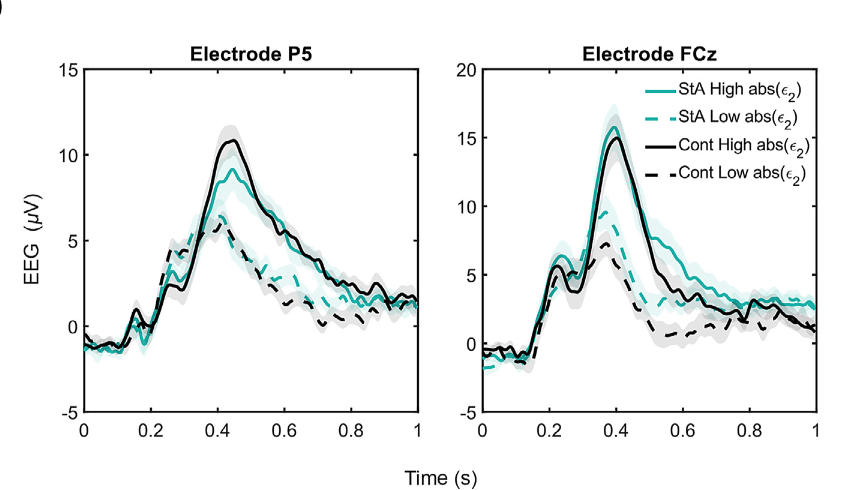 )
Electrode P5
Electrode FCz
EEG (μV)
15
10
5
0
-5
0 0.2 0.4 0.6 0.8 1
20
15
10
5
0
-5
0 0.2 0.4 0.6 0.8 1
StA High abs(ϵ₂)
StA Low abs(ϵ₂)
Cont High abs(ϵ₂)
Cont Low abs(ϵ₂)
Time (s)